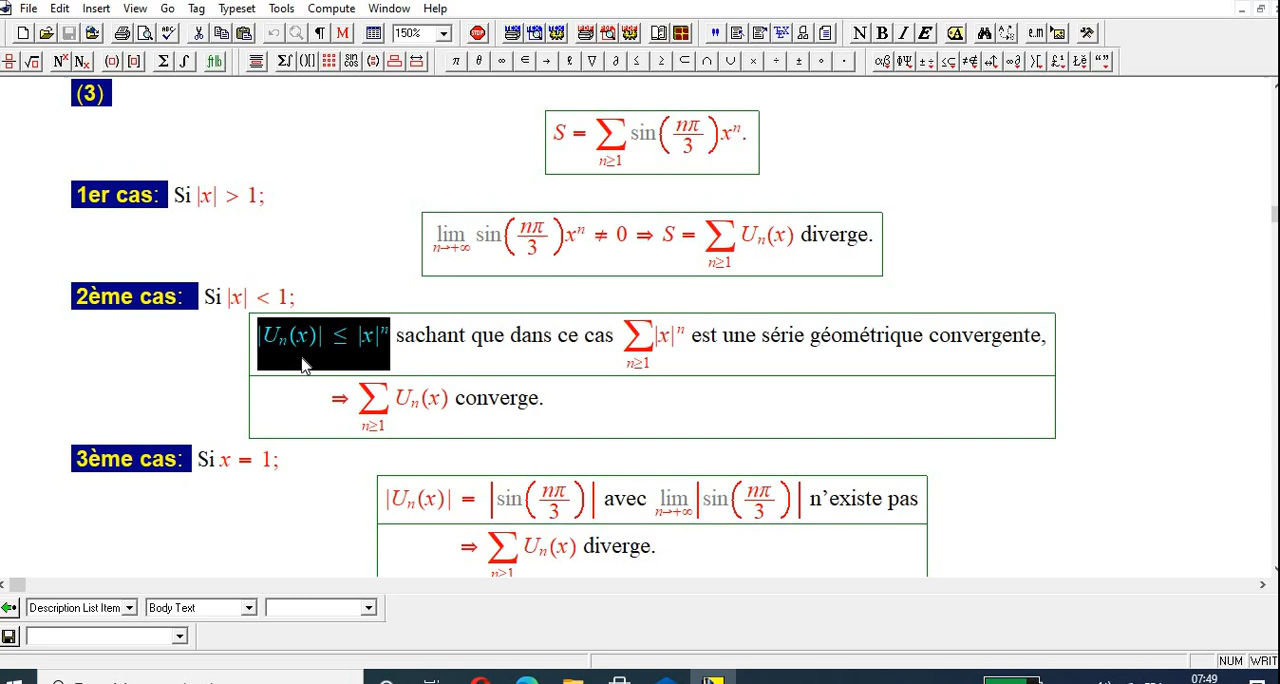 File Edit Insert View Go Tag Typeset Tools Compute Window Help
150%
(3)
S = ∑_{n≥1} sin(nπ/3)x^n.
1er cas: Si |x| > 1;
lim_{n→+∞} sin(nπ/3)x^n ≠ 0 ⇒ S = ∑_{n≥1} U_n(x) diverge.
2ème cas: Si |x| < 1;
|U_n(x)| ≤ |x|^n sachant que dans ce cas ∑_{n≥1} |x|^n est une série géométrique convergente,
⇒ ∑_{n≥1} U_n(x) converge.
3ème cas: Si x = 1;
|U_n(x)| = |sin(nπ/3)| avec lim_{n→+∞} |sin(nπ/3)| n'existe pas
⇒ ∑_{n≥1} U_n(x) diverge.
Description List Item Body Text
NUM WRIT
07:49